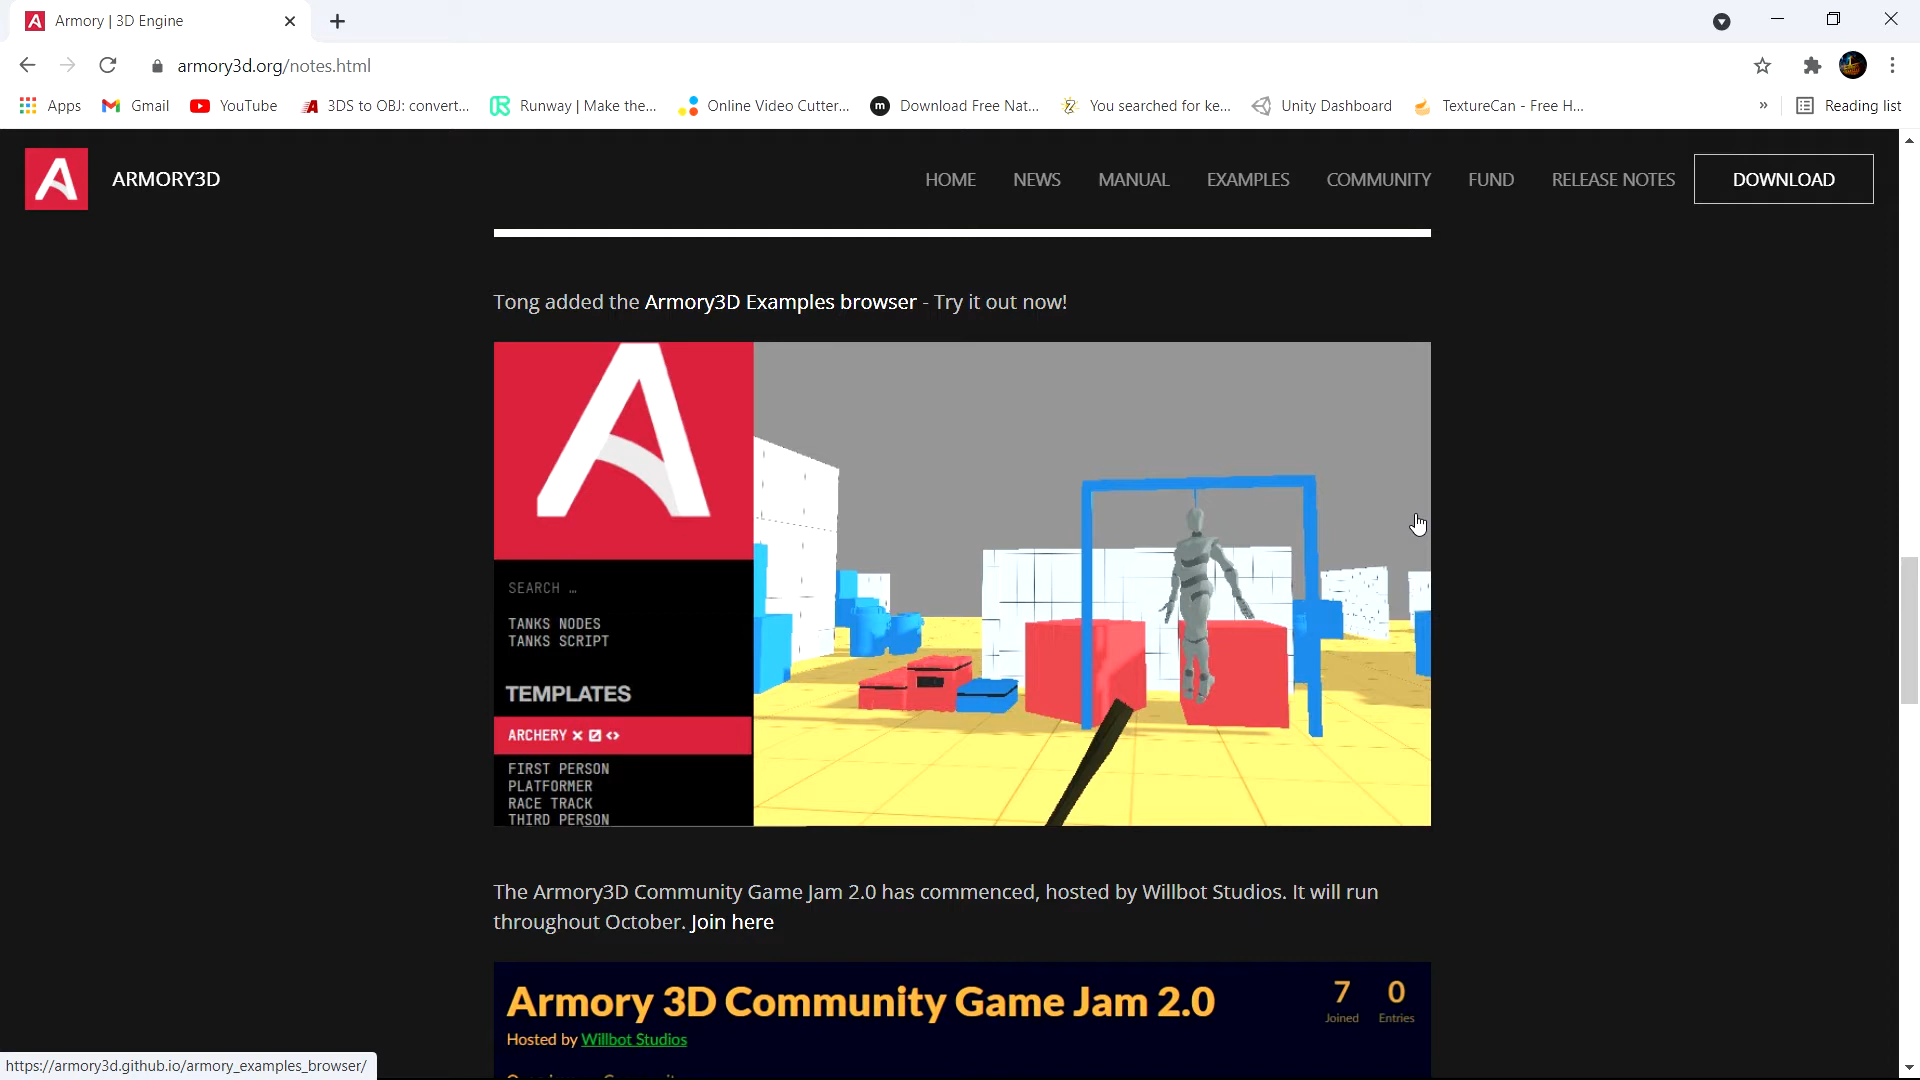 Armory | 3D Engine
armory3d.org/notes.html
Apps
Gmail
YouTube
3DS to OBJ: convert...
Runway | Make the...
Online Video Cutter...
Download Free Nat...
You searched for ke...
Unity Dashboard
TextureCan - Free H...
»
Reading list
ARMORY3D
HOME
NEWS
MANUAL
EXAMPLES
COMMUNITY
FUND
RELEASE NOTES
DOWNLOAD
Tong added the Armory3D Examples browser - Try it out now!
SEARCH …
TANKS NODES
TANKS SCRIPT
TEMPLATES
ARCHERY
FIRST PERSON
PLATFORMER
RACE TRACK
THIRD PERSON
The Armory3D Community Game Jam 2.0 has commenced, hosted by Willbot Studios. It will run
throughout October. Join here
Armory 3D Community Game Jam 2.0
7
Joined
0
Entries
Hosted by Willbot Studios
https://armory3d.github.io/armory_examples_browser/